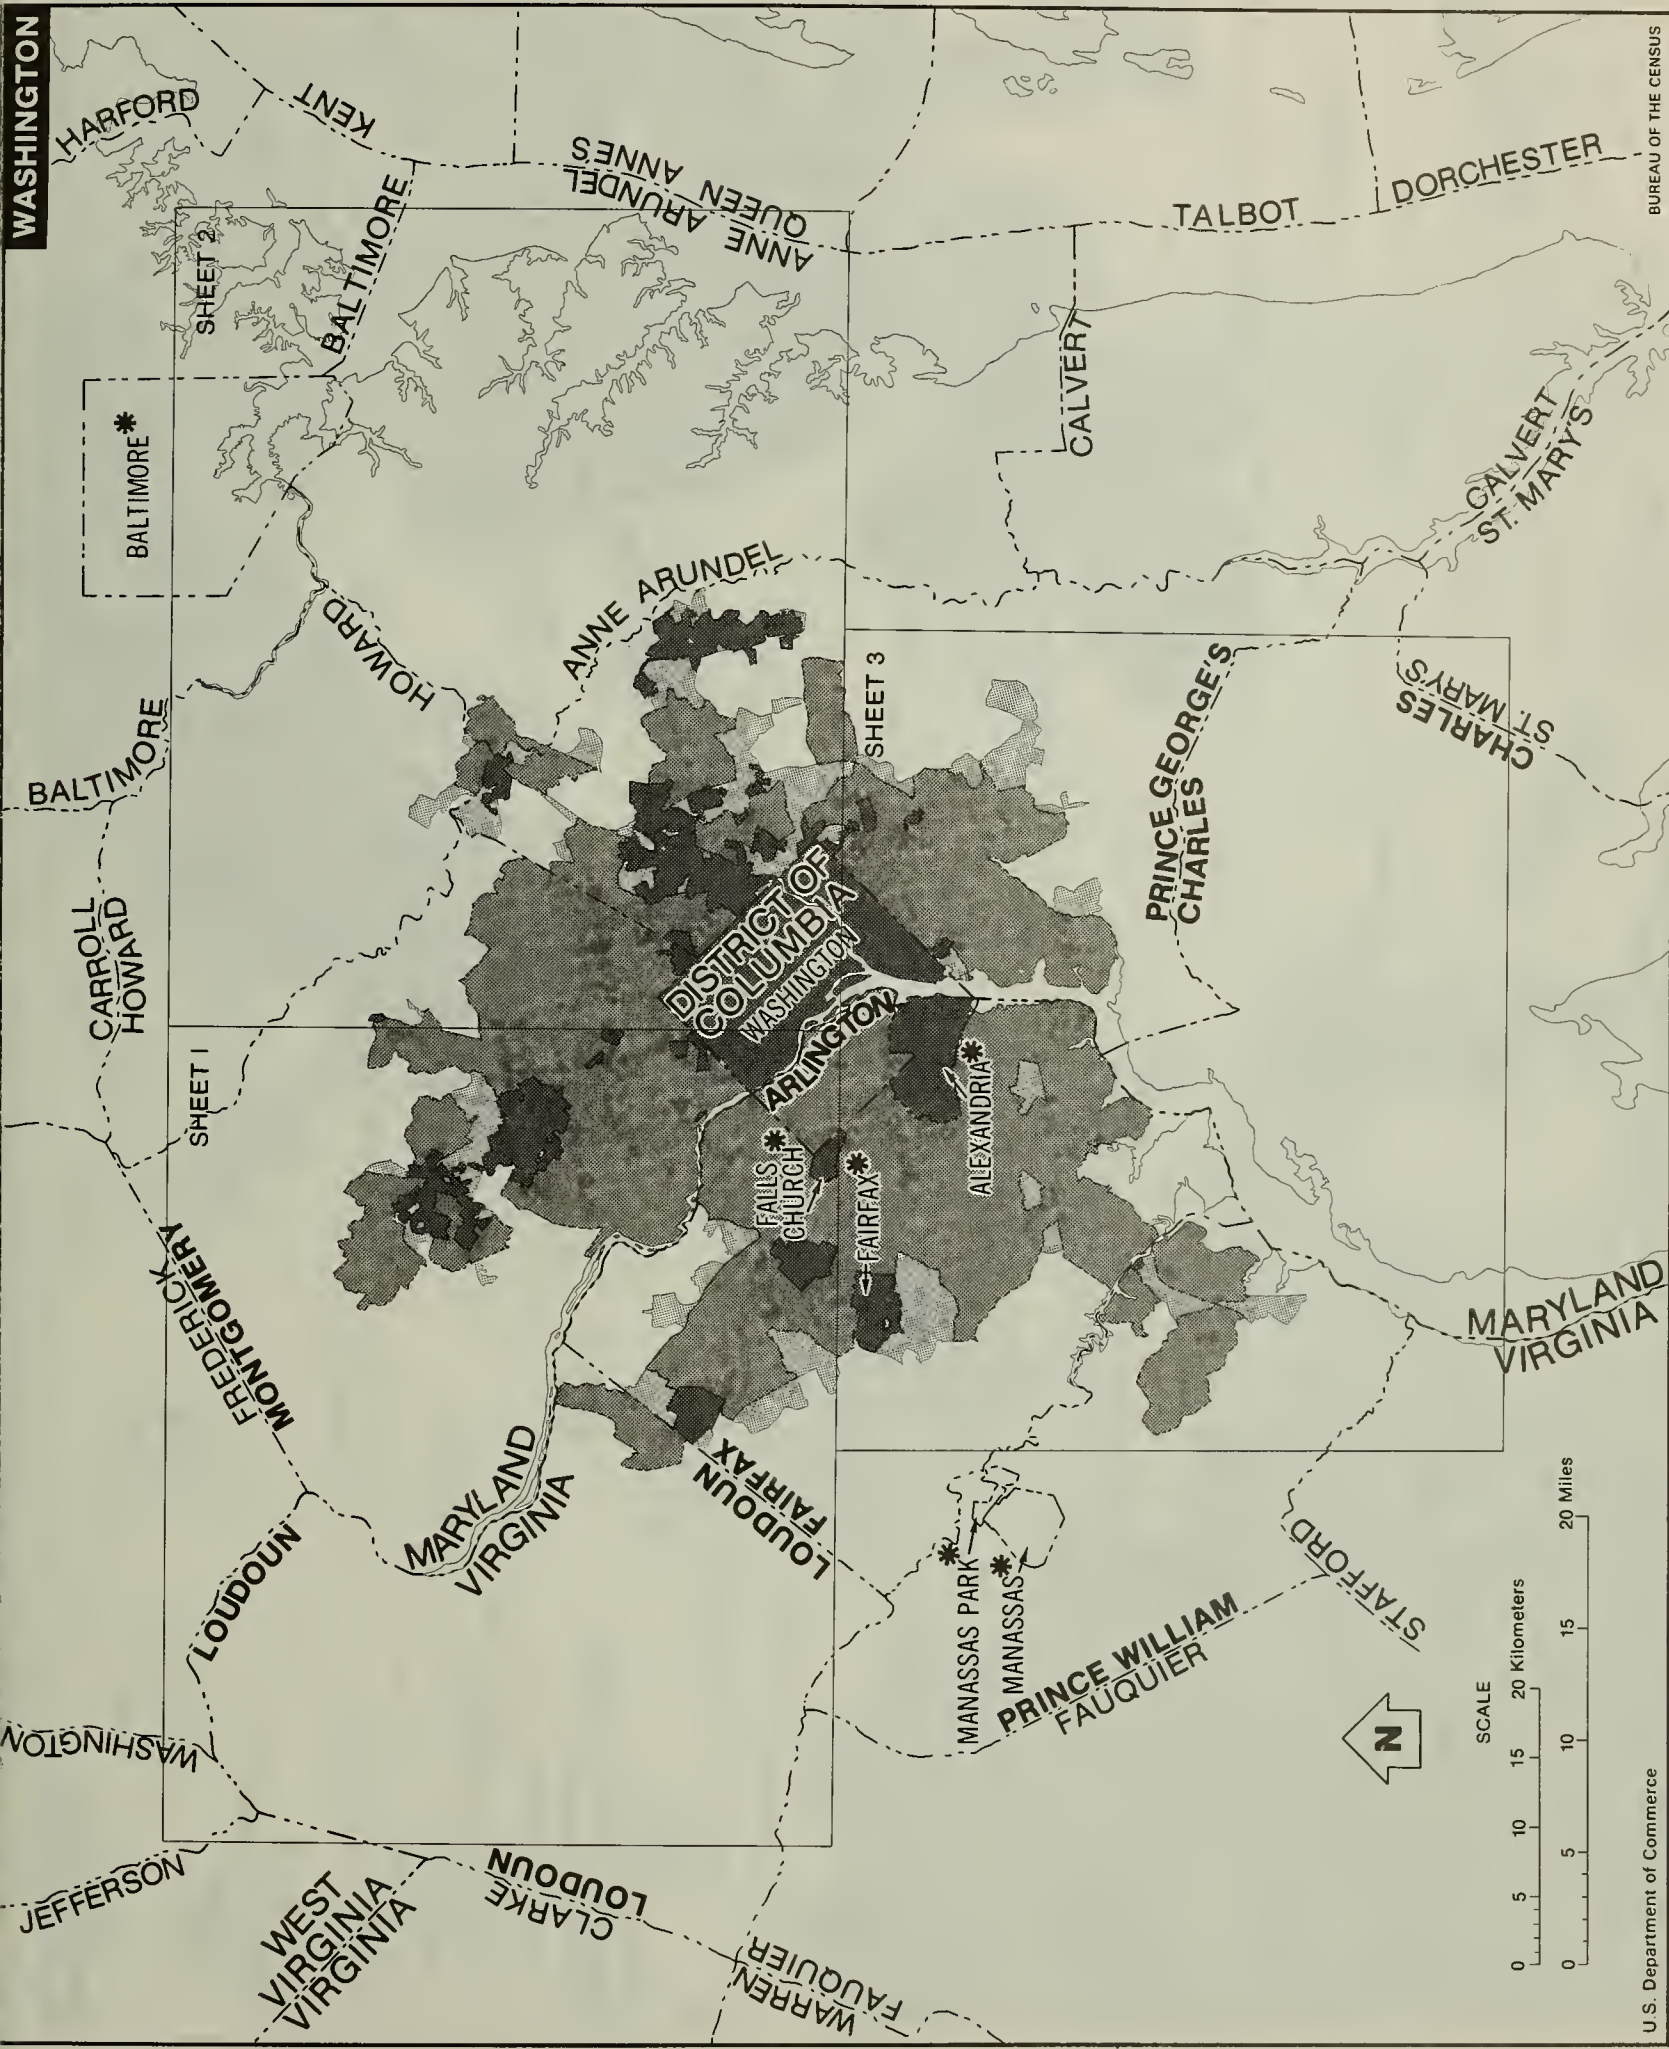 WASHINGTON
HARFORD
KENT
BALTIMORE
QUEEN ANNES
ANNE ARUNDEL
TALBOT
DORCHESTER
BUREAU OF THE CENSUS
SHEET 2
BALTIMORE *
HOWARD
ANNE ARUNDEL
CALVERT
CALVERT
ST. MARY'S
BALTIMORE
CARROLL
HOWARD
SHEET 3
PRINCE GEORGE'S
CHARLES
CHARLES
ST. MARY'S
SHEET 1
DISTRICT OF
COLUMBIA
WASHINGTON
ARLINGTON
FALLS
CHURCH *
FAIRFAX *
ALEXANDRIA *
FREDERICK
MONTGOMERY
MARYLAND
VIRGINIA
LOUDOUN
FAIRFAX
MARYLAND
VIRGINIA
LOUDOUN
WASHINGTON
JEFFERSON
WEST
VIRGINIA
VIRGINIA
CLARKE
LOUDOUN
WARREN
FAUQUIER
MANASSAS PARK *
MANASSAS *
PRINCE WILLIAM
FAUQUIER
STAFFORD
N
SCALE
0 5 10 15 20 Kilometers
0 5 10 15 20 Miles
U.S. Department of Commerce